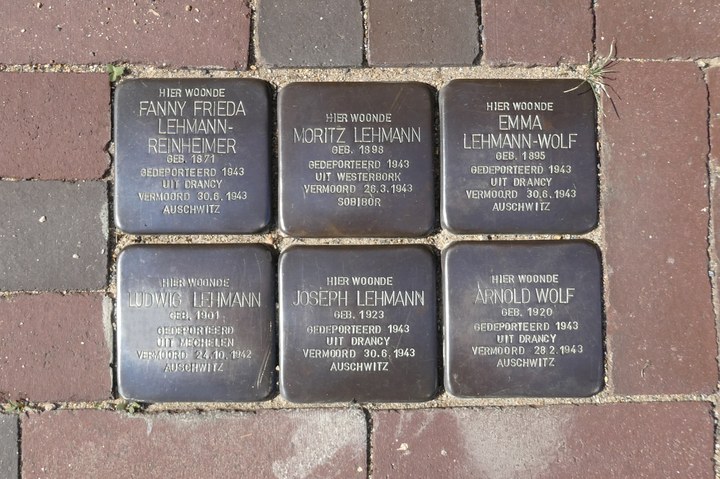 HIER WOONDE
FANNY FRIEDA
LEHMANN-
REINHEIMER
GEB. 1871
GEDEPORTEERD 1943
UIT DRANCY
VERMOORD 30.6.1943
AUSCHWITZ
HIER WOONDE
MORITZ LEHMANN
GEB. 1898
GEDEPORTEERD 1943
UIT WESTERBORK
VERMOORD 26.3.1943
SOBIBOR
HIER WOONDE
EMMA
LEHMANN-WOLF
GEB. 1895
GEDEPORTEERD 1943
UIT DRANCY
VERMOORD 30.6.1943
AUSCHWITZ
HIER WOONDE
LUDWIG LEHMANN
GEB. 1901
GEDEPORTEERD
UIT MECHELEN
VERMOORD 24.10.1942
AUSCHWITZ
HIER WOONDE
JOSEPH LEHMANN
GEB. 1923
GEDEPORTEERD 1943
UIT DRANCY
VERMOORD 30.6.1943
AUSCHWITZ
HIER WOONDE
ARNOLD WOLF
GEB. 1920
GEDEPORTEERD 1943
UIT DRANCY
VERMOORD 28.2.1943
AUSCHWITZ